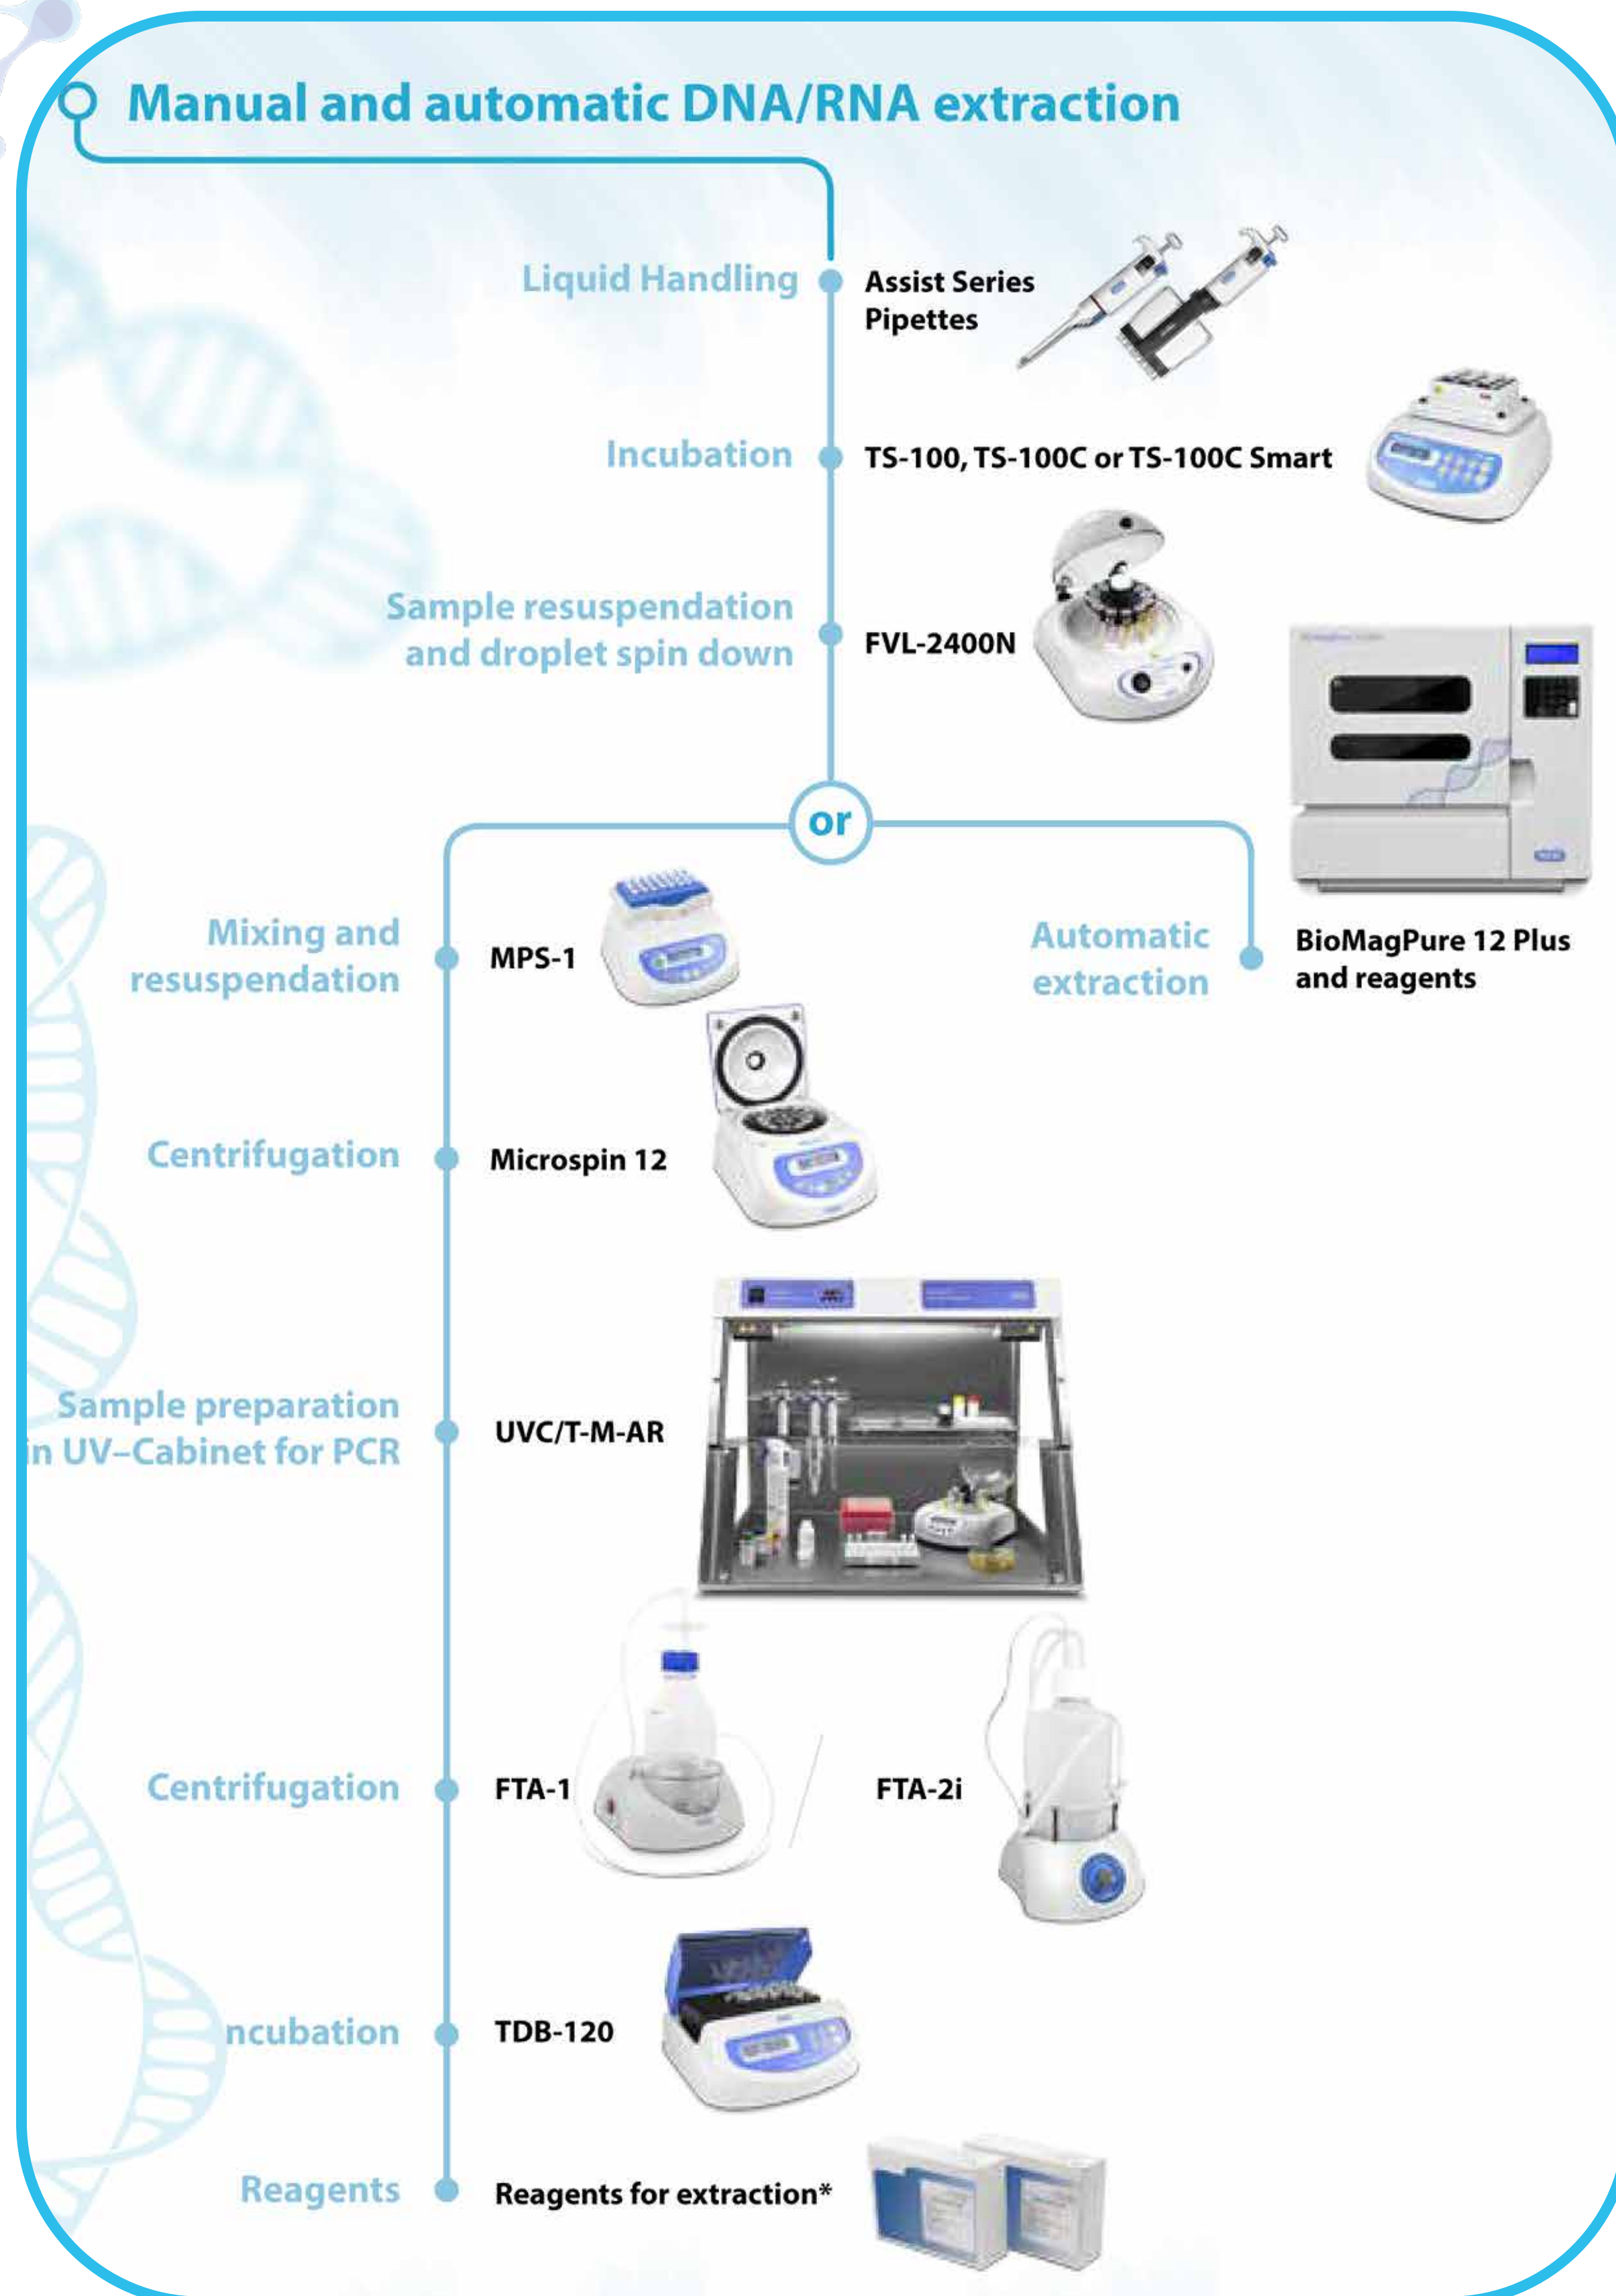 Manual and automatic DNA/RNA extraction
Liquid Handling
Assist Series
Pipettes
Incubation
TS-100, TS-100C or TS-100C Smart
Sample resuspendation
and droplet spin down
FVL-2400N
or
Mixing and
resuspendation
MPS-1
Automatic
extraction
BioMagPure 12 Plus
and reagents
Centrifugation
Microspin 12
Sample preparation
in UV–Cabinet for PCR
UVC/T-M-AR
Centrifugation
FTA-1
FTA-2i
ncubation
TDB-120
Reagents
Reagents for extraction*